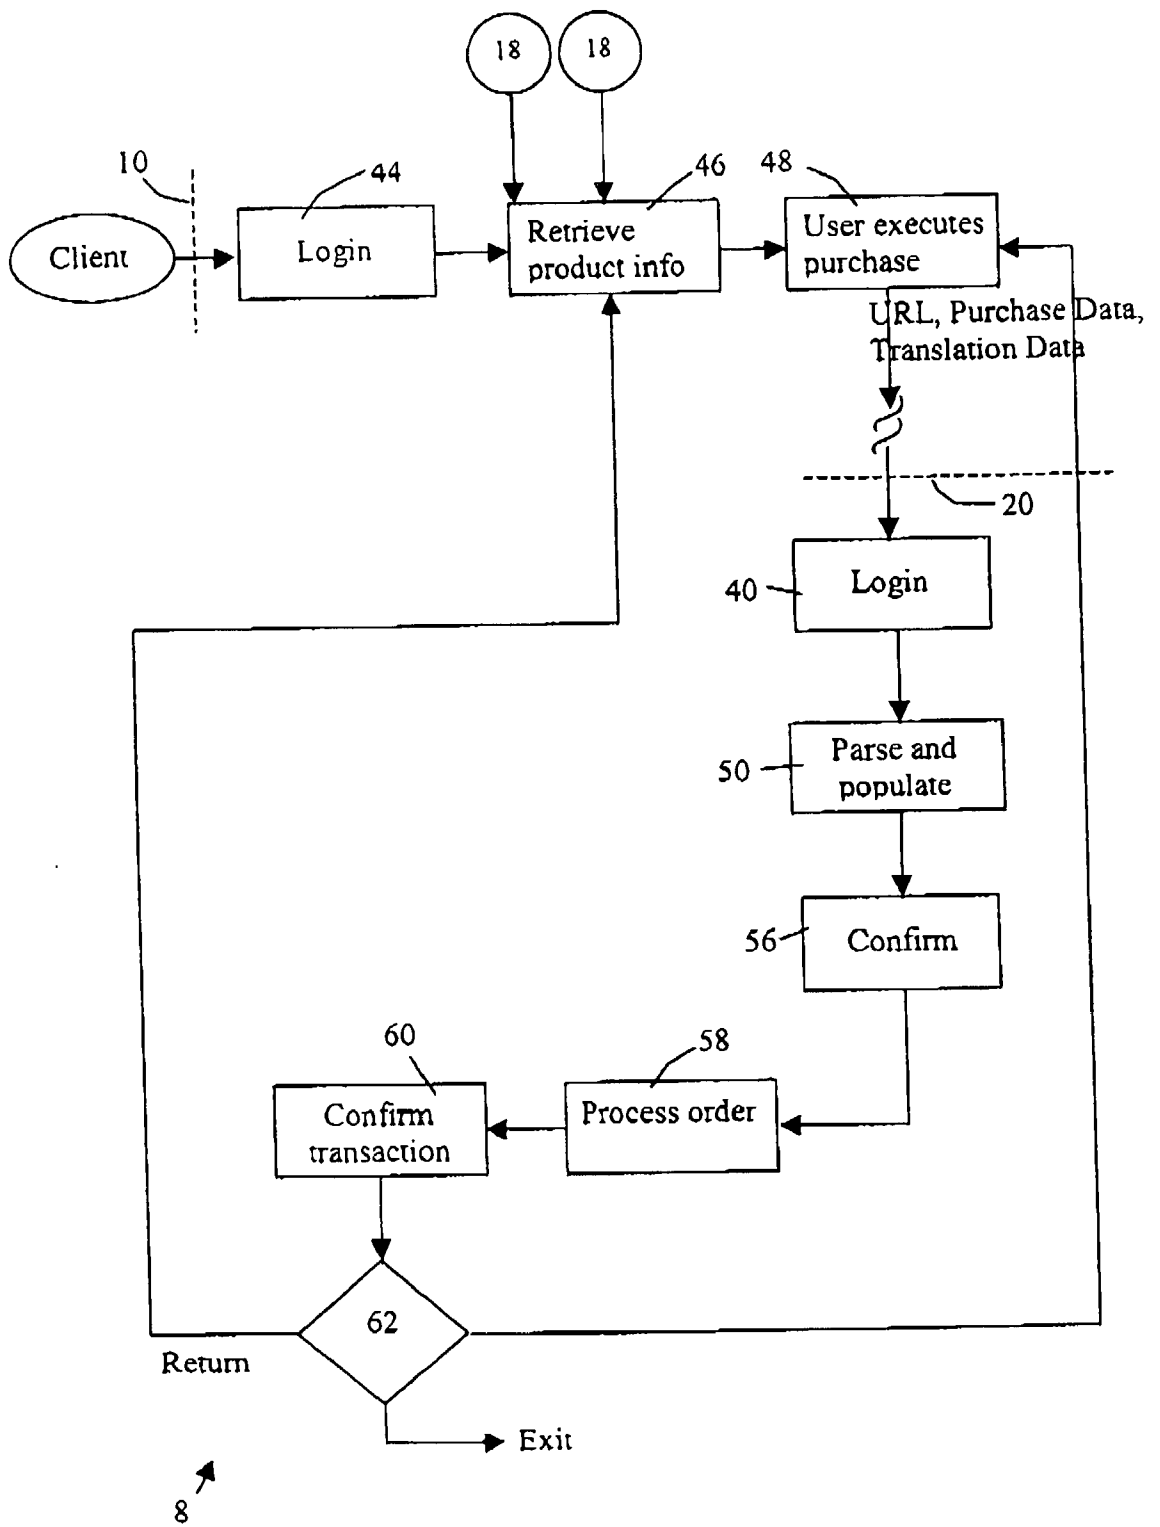 18
18
10
44
46
48
Client
Login
Retrieve
product info
User executes
purchase
URL, Purchase Data,
Translation Data
20
40
Login
50
Parse and
populate
56
Confirm
60
58
Confirm
transaction
Process order
62
Return
Exit
8